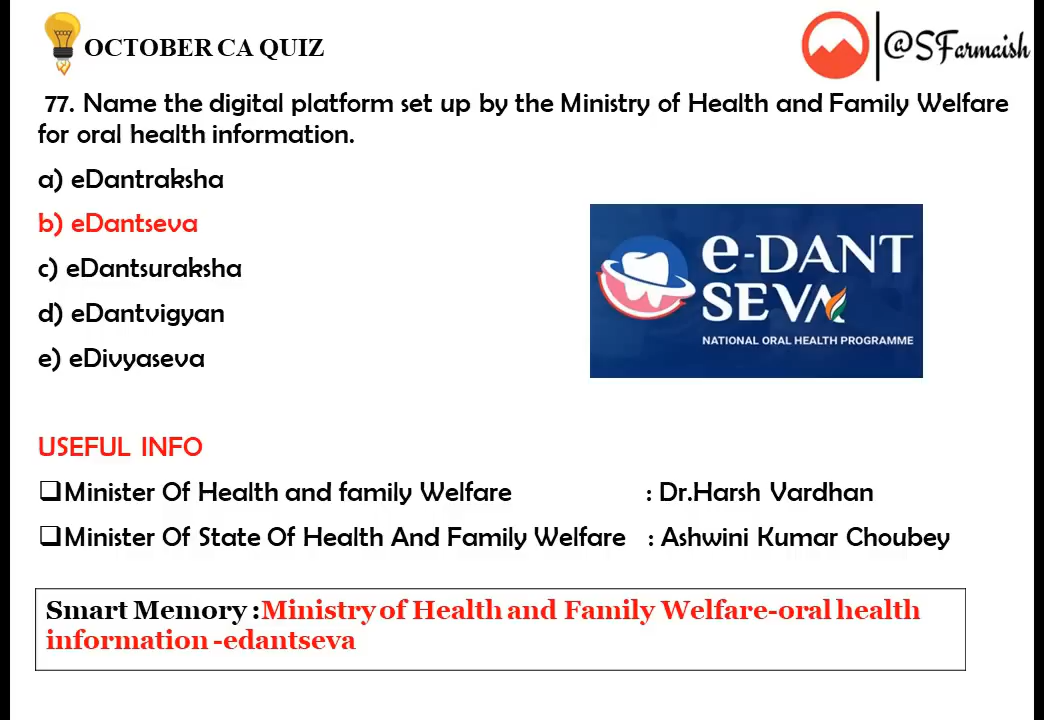 OCTOBER CA QUIZ
@SFarmaish
77. Name the digital platform set up by the Ministry of Health and Family Welfare
for oral health information.
a) eDantraksha
b) eDantseva
c) eDantsuraksha
d) eDantvigyan
e) eDivyaseva
e-DANT
SEVA
NATIONAL ORAL HEALTH PROGRAMME
USEFUL INFO
❑Minister Of Health and family Welfare : Dr.Harsh Vardhan
❑Minister Of State Of Health And Family Welfare : Ashwini Kumar Choubey
Smart Memory :Ministry of Health and Family Welfare-oral health
information -edantseva